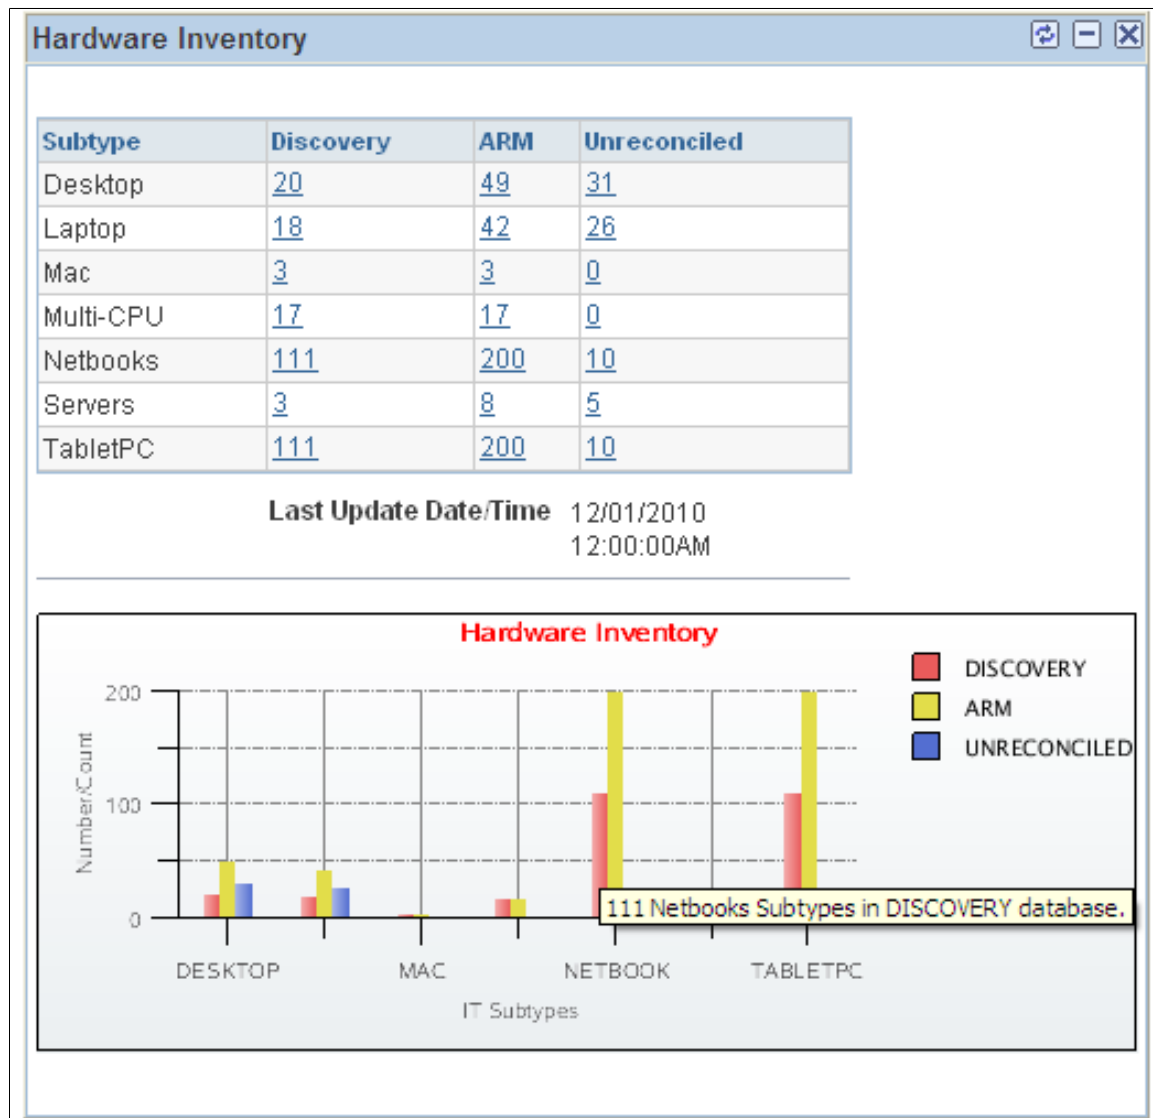 Hardware Inventory
Subtype Discovery ARM Unreconciled
Desktop 20 49 31
Laptop 18 42 26
Mac 3 3 0
Multi-CPU 17 17 0
Netbooks 111 200 10
Servers 3 8 5
TabletPC 111 200 10
Last Update Date/Time 12/01/2010
12:00:00AM
Hardware Inventory
DISCOVERY
ARM
UNRECONCILED
Number/Count
200
100
0
111 Netbooks Subtypes in DISCOVERY database.
DESKTOP MAC NETBOOK TABLETPC
IT Subtypes